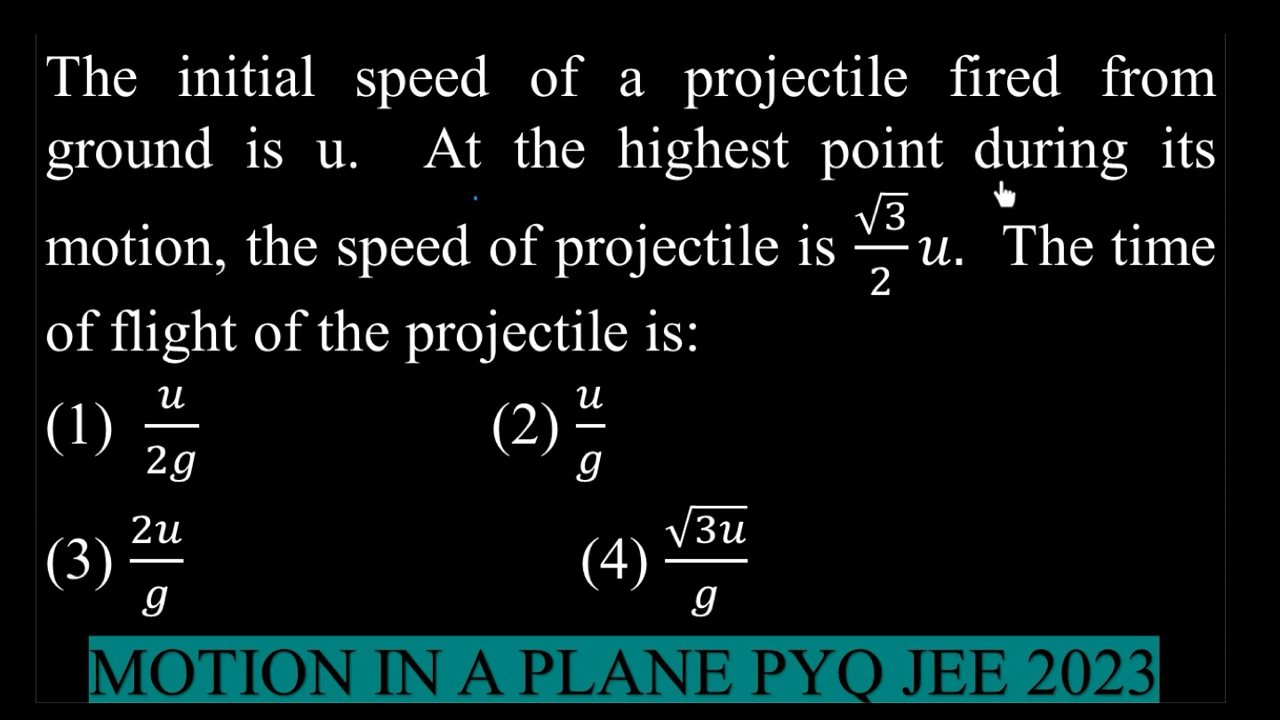 The initial speed of a projectile fired from
ground is u. At the highest point during its
motion, the speed of projectile is √3/2 u. The time
of flight of the projectile is:
(1) u/2g (2) u/g
(3) 2u/g (4) √3u/g
MOTION IN A PLANE PYQ JEE 2023